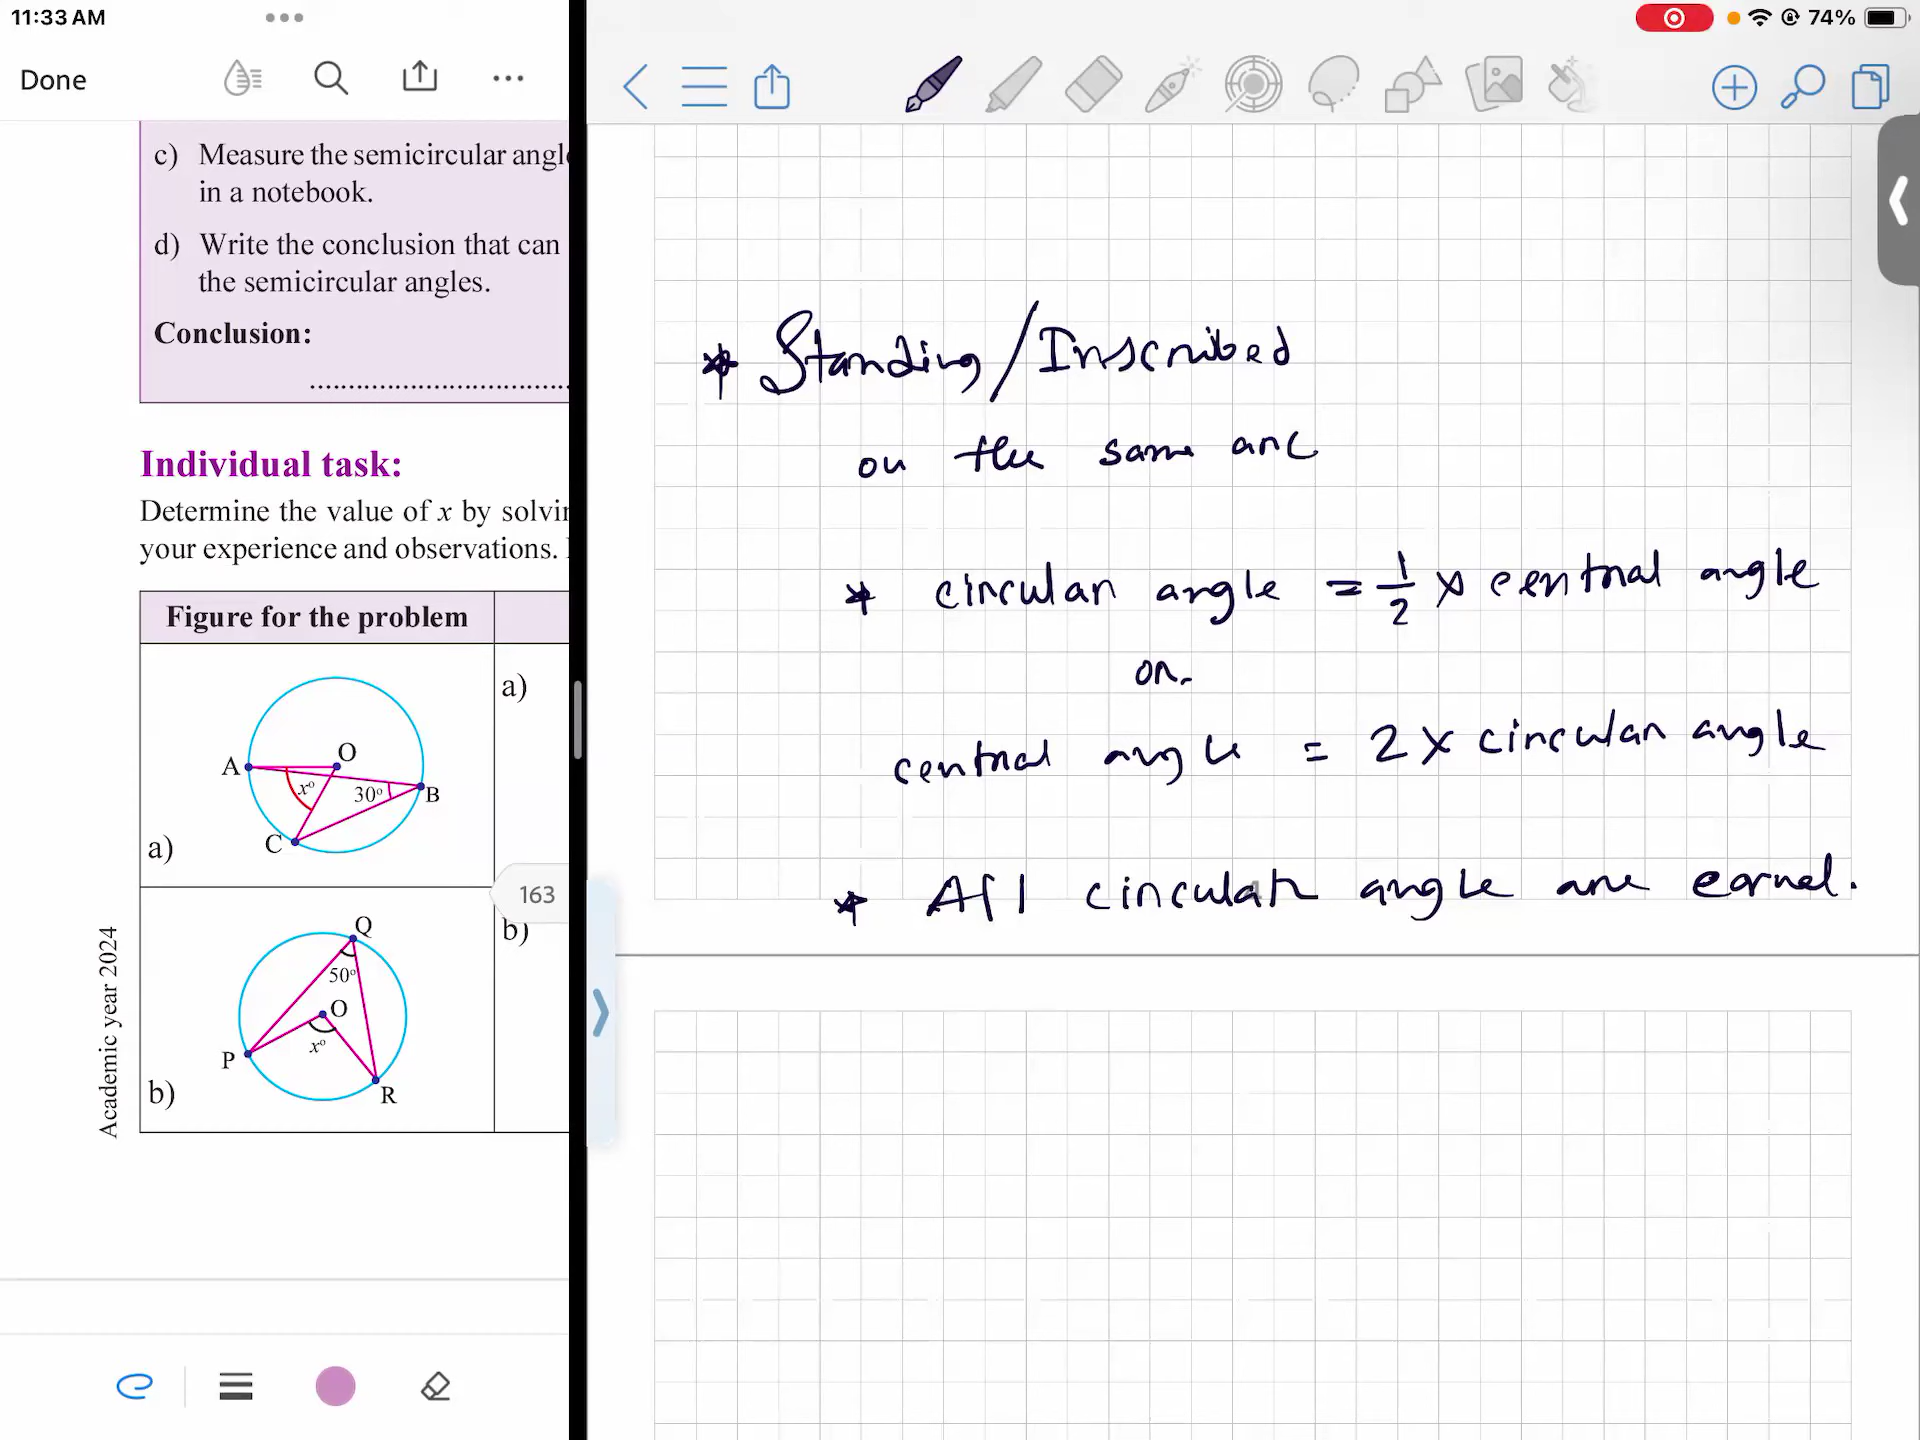 11:33 AM
74%
Done
c) Measure the semicircular angle
in a notebook.
d) Write the conclusion that can
the semicircular angles.
Conclusion:
................................
Individual task:
Determine the value of x by solvin
your experience and observations.
Figure for the problem
a)
A
O
x°
30°
B
C
a)
163
b)
Q
50°
O
x°
P
R
b)
Academic year 2024
* Standing/Inscribed
on the same arc
* circular angle = 1/2 × central angle
or.
central angle = 2 × circular angle
* All circular angle are